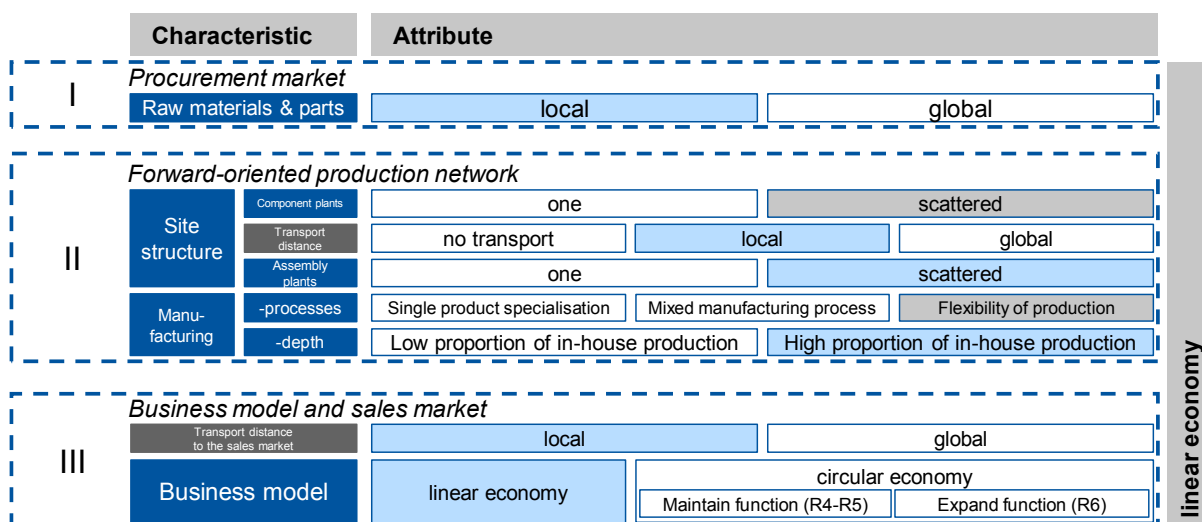 Characteristic
Attribute
I
Procurement market
Raw materials & parts
local
global
II
Forward-oriented production network
Site
structure
Component plants
one
scattered
Transport
distance
no transport
local
global
Assembly
plants
one
scattered
Manu-
facturing
-processes
Single product specialisation
Mixed manufacturing process
Flexibility of production
-depth
Low proportion of in-house production
High proportion of in-house production
III
Business model and sales market
Transport distance
to the sales market
local
global
Business model
linear economy
circular economy
Maintain function (R4-R5)
Expand function (R6)
linear economy